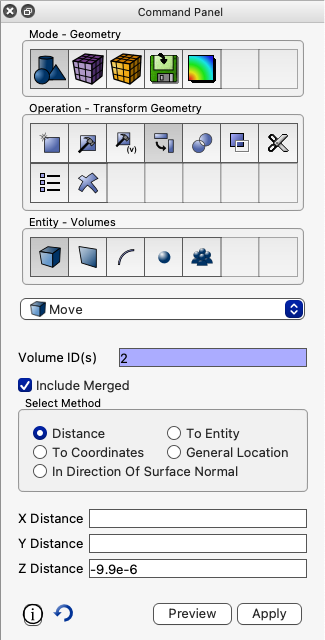 Command Panel
Mode - Geometry
Operation - Transform Geometry
(v)
Entity - Volumes
Move
Volume ID(s) 2
Include Merged
Select Method
Distance To Entity
To Coordinates General Location
In Direction Of Surface Normal
X Distance
Y Distance
Z Distance -9.9e-6
i Preview Apply